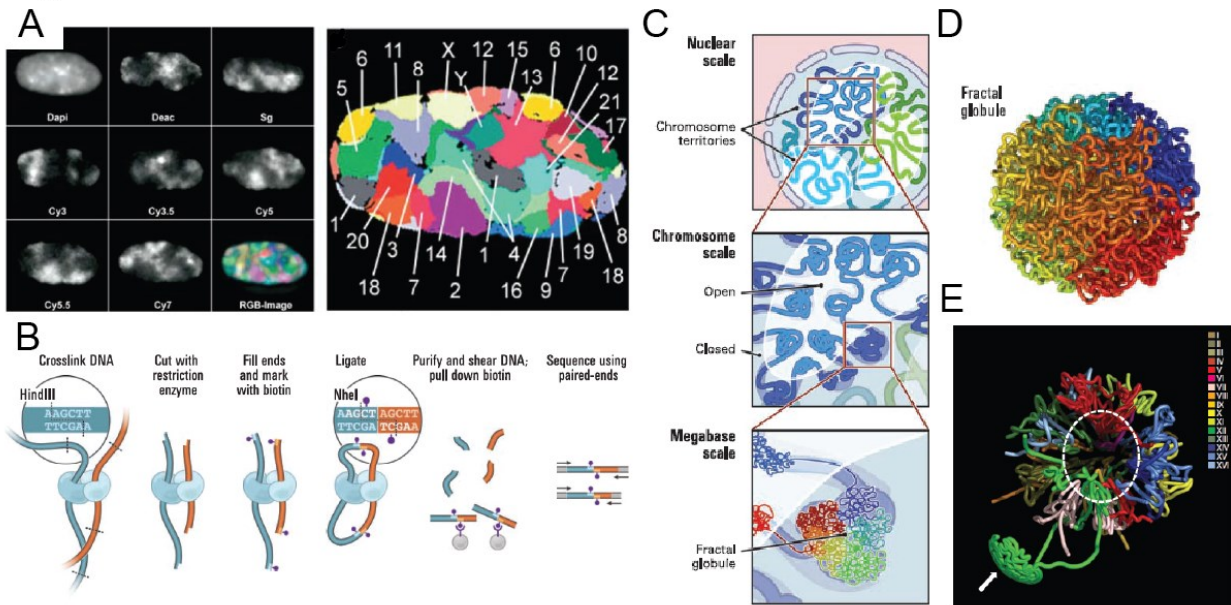 A
Dapi
Deac
Sg
Cy3
Cy3.5
Cy5
Cy5.5
Cy7
RGB-Image
X
12
15
11
Y
6
6
8
13
10
5
12
21
17
1
20
3
14
1
4
19
8
18
7
2
16
9
7
18
B
Crosslink DNA
Cut with
restriction
enzyme
Fill ends
and mark
with biotin
Ligate
Purify and shear DNA;
pull down biotin
Sequence using
paired-ends
HindIII
AAGCTT
TTCGAA
NheI
AAGCT AGCTT
TTCGA TCGAA
C
Nuclear
scale
Chromosome
territories
Chromosome
scale
Open
Closed
Megabase
scale
Fractal
globule
D
Fractal
globule
E
I
II
III
IV
V
VI
VII
VIII
IX
X
XI
XII
XIII
XIV
XV
XVI